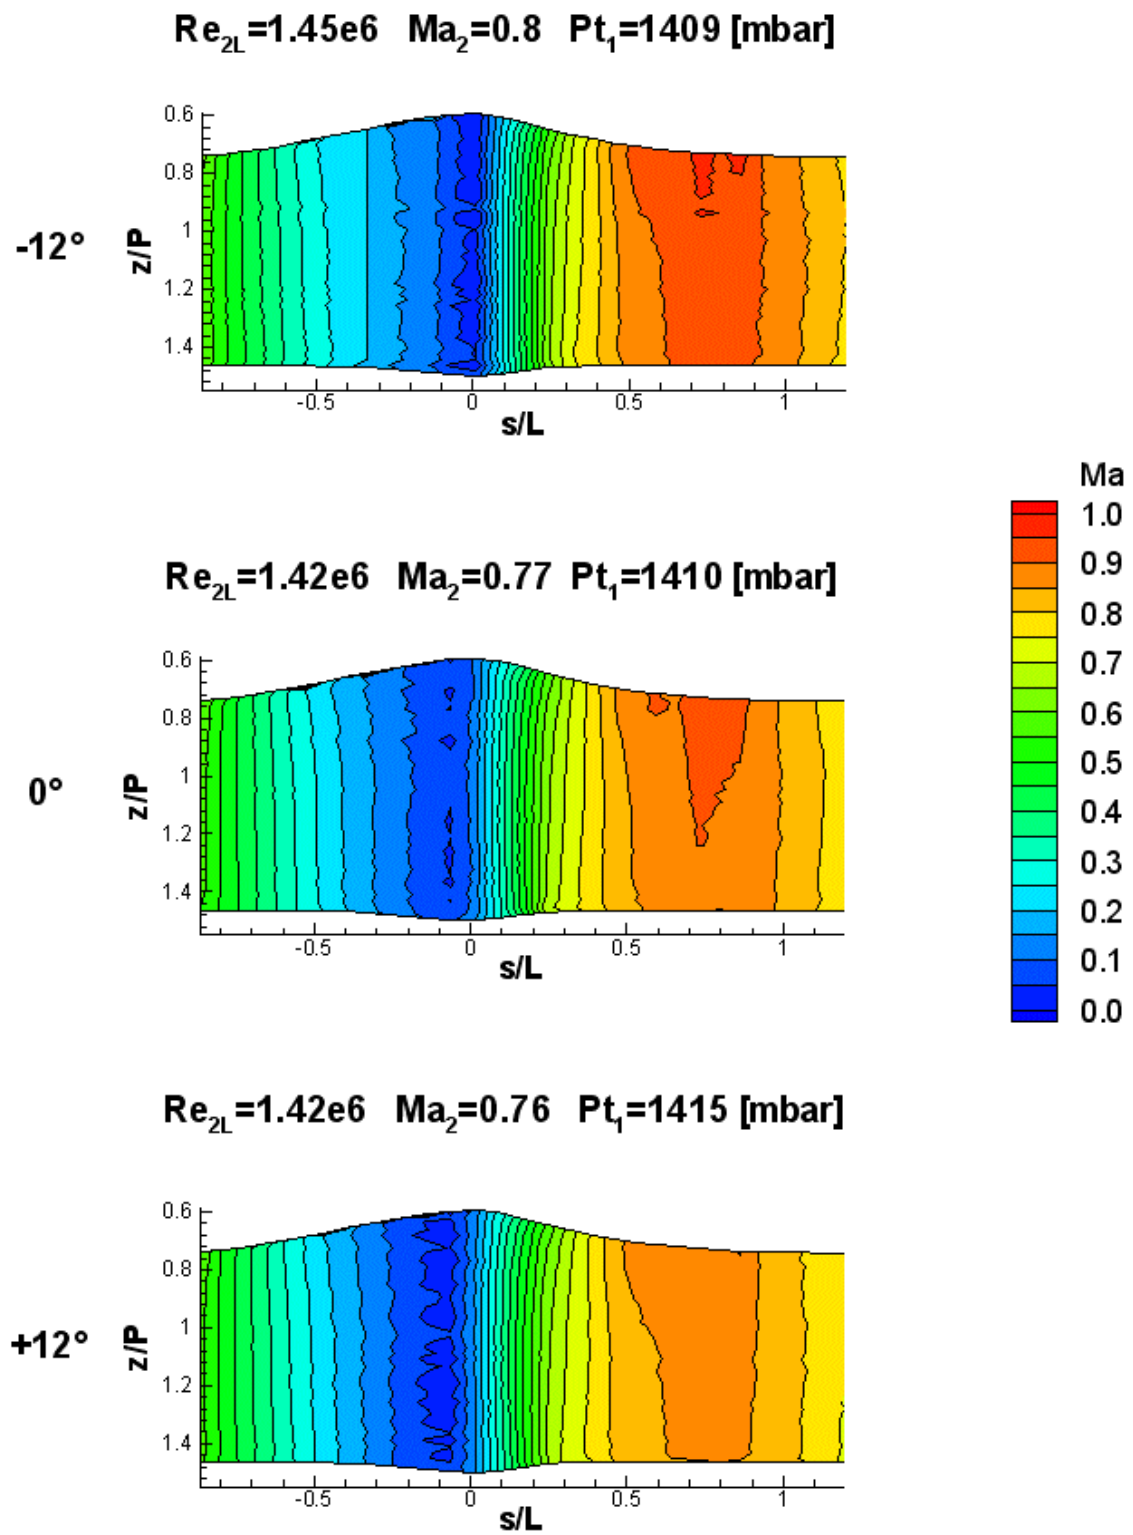 Re2L=1.45e6 Ma2=0.8 Pt1=1409 [mbar]
0.6
0.8
1
1.2
1.4
-12°
z/P
-0.5 0 0.5 1
s/L
Ma
1.0
0.9
0.8
0.7
0.6
0.5
0.4
0.3
0.2
0.1
0.0
Re2L=1.42e6 Ma2=0.77 Pt1=1410 [mbar]
0.6
0.8
1
1.2
1.4
0°
z/P
-0.5 0 0.5 1
s/L
Re2L=1.42e6 Ma2=0.76 Pt1=1415 [mbar]
0.6
0.8
1
1.2
1.4
+12°
z/P
-0.5 0 0.5 1
s/L